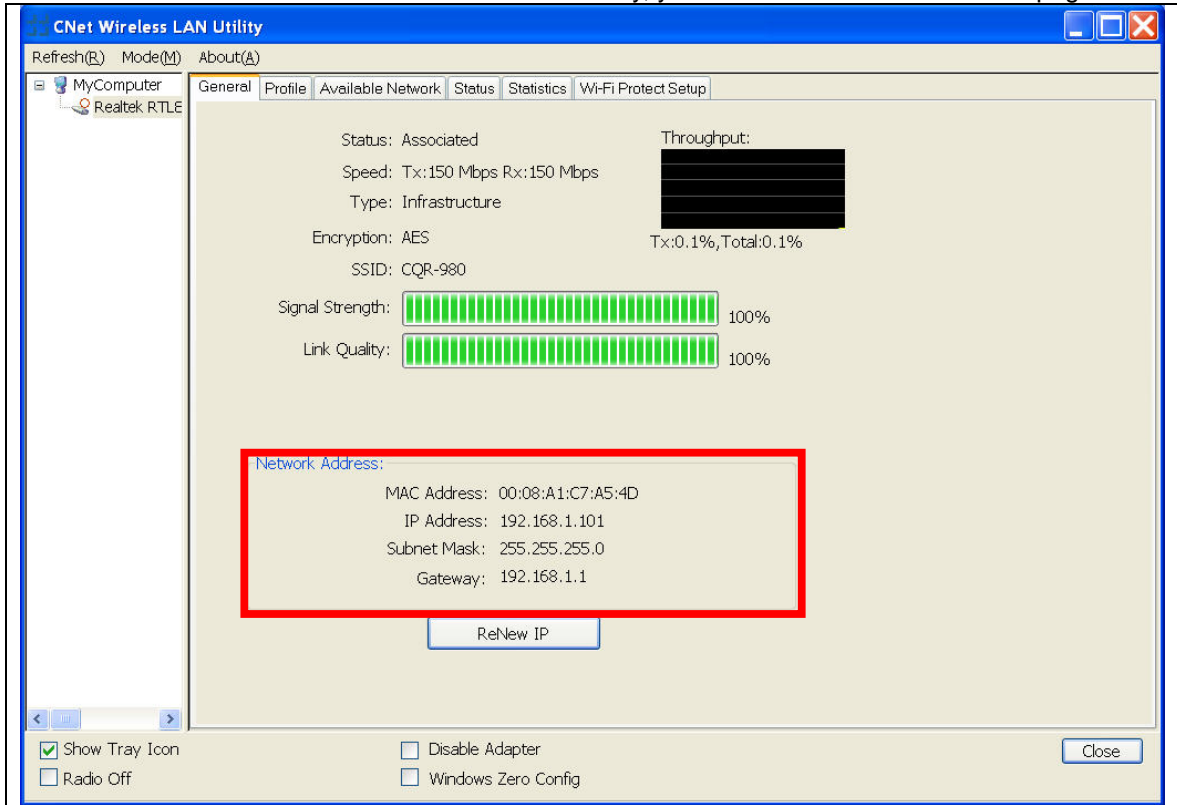 CNet Wireless LAN Utility
Refresh(R) Mode(M) About(A)
MyComputer
Realtek RTL8
General Profile Available Network Status Statistics Wi-Fi Protect Setup
Status: Associated
Throughput:
Speed: Tx:150 Mbps Rx:150 Mbps
Type: Infrastructure
Encryption: AES
Tx:0.1%,Total:0.1%
SSID: CQR-980
Signal Strength: 100%
Link Quality: 100%
Network Address:
MAC Address: 00:08:A1:C7:A5:4D
IP Address: 192.168.1.101
Subnet Mask: 255.255.255.0
Gateway: 192.168.1.1
ReNew IP
Show Tray Icon
Disable Adapter
Close
Radio Off
Windows Zero Config